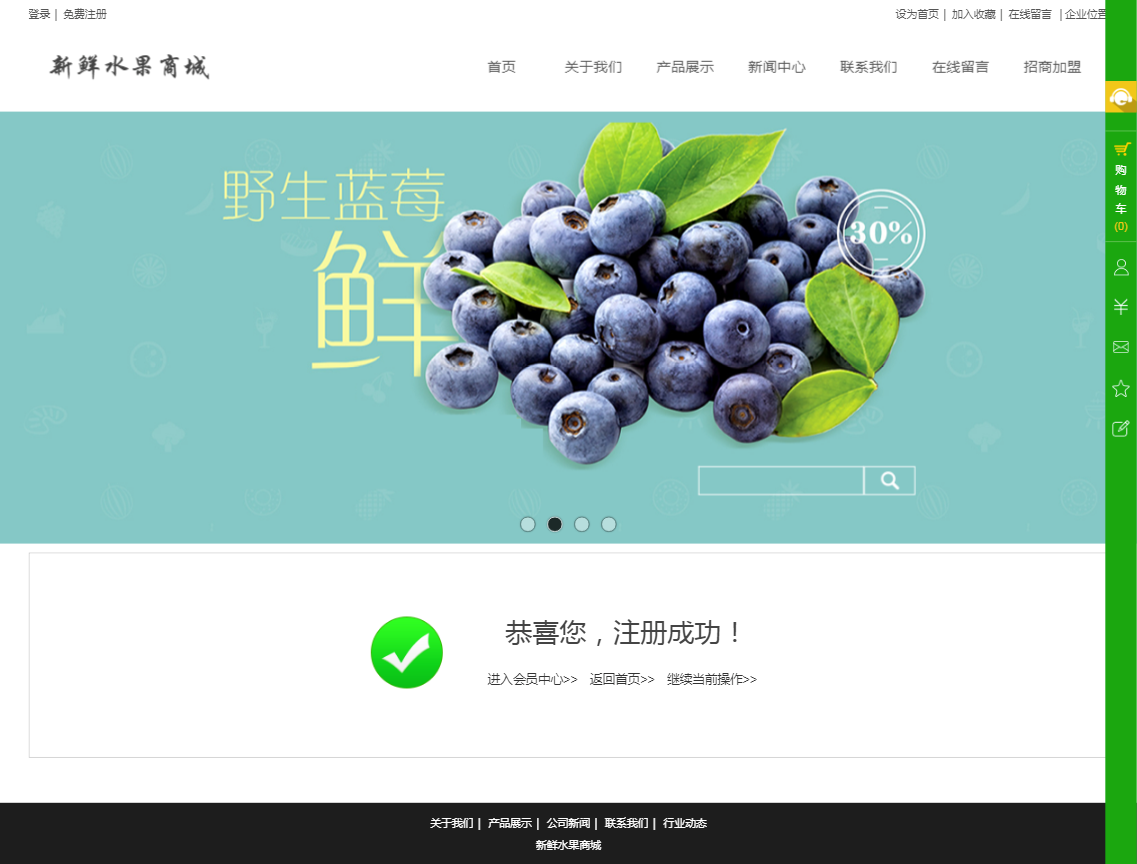 登录 | 免费注册
设为首页 | 加入收藏 | 在线留言 | 企业位置
新鲜水果商城
首页 关于我们 产品展示 新闻中心 联系我们 在线留言 招商加盟
野生蓝莓
鲜
30%
购
物
车
(0)
恭喜您，注册成功！
进入会员中心>> 返回首页>> 继续当前操作>>
关于我们 | 产品展示 | 公司新闻 | 联系我们 | 行业动态
新鲜水果商城